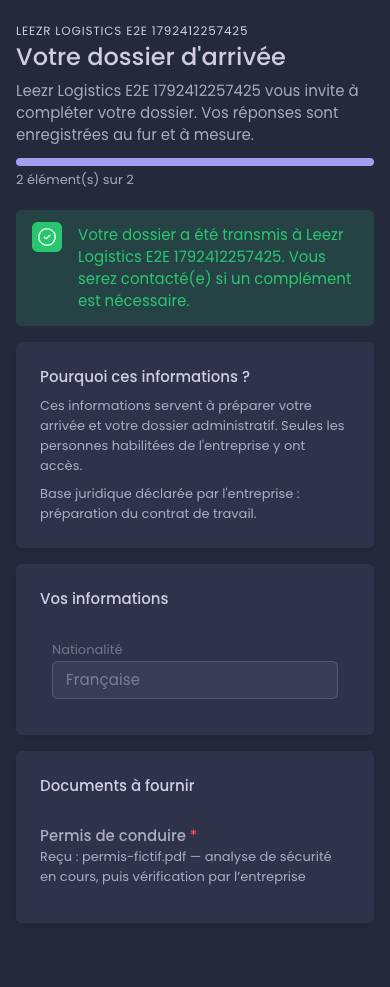 LEEZR LOGISTICS E2E 1792412257425
Votre dossier d'arrivée
Leezr Logistics E2E 1792412257425 vous invite à
compléter votre dossier. Vos réponses sont
enregistrées au fur et à mesure.
2 élément(s) sur 2
Votre dossier a été transmis à Leezr
Logistics E2E 1792412257425. Vous
serez contacté(e) si un complément
est nécessaire.
Pourquoi ces informations ?
Ces informations servent à préparer votre
arrivée et votre dossier administratif. Seules les
personnes habilitées de l'entreprise y ont
accès.
Base juridique déclarée par l'entreprise :
préparation du contrat de travail.
Vos informations
Nationalité
Française
Documents à fournir
Permis de conduire *
Reçu : permis-fictif.pdf — analyse de sécurité
en cours, puis vérification par l’entreprise